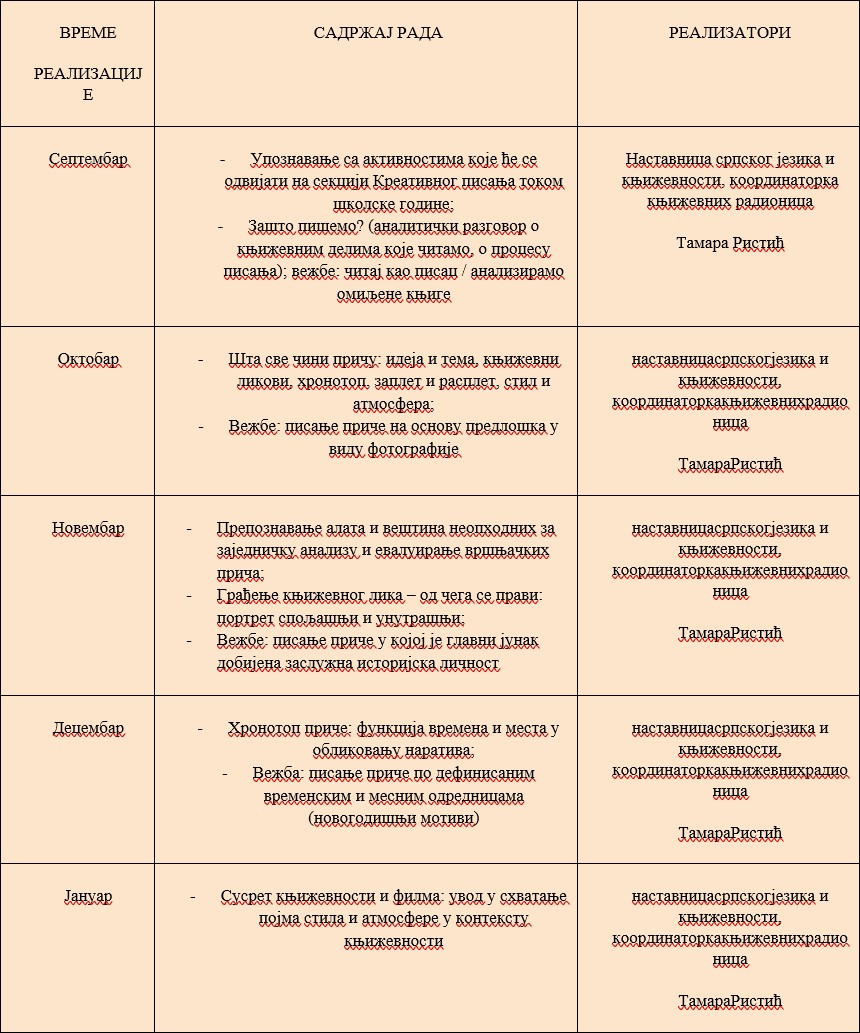 ВРЕМЕ
РЕАЛИЗАЦИЈ
Е
САДРЖАЈ РАДА
РЕАЛИЗАТОРИ
Септембар
- Упознавање са активностима које ће се
одвијати на секцији Креативног писања током
школске године;
- Зашто пишемо? (аналитички разговор о
књижевним делима које читамо, о процесу
писања); вежбе: читај као писац / анализирамо
омиљене књиге
Наставница српског језика и
књижевности, координаторка
књижевних радионица
Тамара Ристић
Октобар
- Шта све чини причу: идеја и тема, књижевни
ликови, хронотоп, заплет и расплет, стил и
атмосфера;
- Вежбе: писање приче на основу предлошка у
виду фотографије
наставницасрпскогјезика и
књижевности,
координаторкакњижевнихрадио
ница
ТамараРистић
Новембар
- Препознавање алата и вештина неопходних за
заједничку анализу и евалуирање вршњачких
прича;
- Грађење књижевног лика – од чега се прави:
портрет спољашњи и унутрашњи;
- Вежбе: писање приче у којој је главни јунак
добијена заслужна историјска личност
наставницасрпскогјезика и
књижевности,
координаторкакњижевнихрадио
ница
ТамараРистић
Децембар
- Хронотоп приче: функција времена и места у
обликовању наратива;
- Вежба: писање приче по дефинисаним
временским и месним одредницама
(новогодишњи мотиви)
наставницасрпскогјезика и
књижевности,
координаторкакњижевнихрадио
ница
ТамараРистић
Јануар
- Сусрет књижевности и филма: увод у схватање
појма стила и атмосфере у контексту
књижевности
наставницасрпскогјезика и
књижевности,
координаторкакњижевнихрадио
ница
ТамараРистић